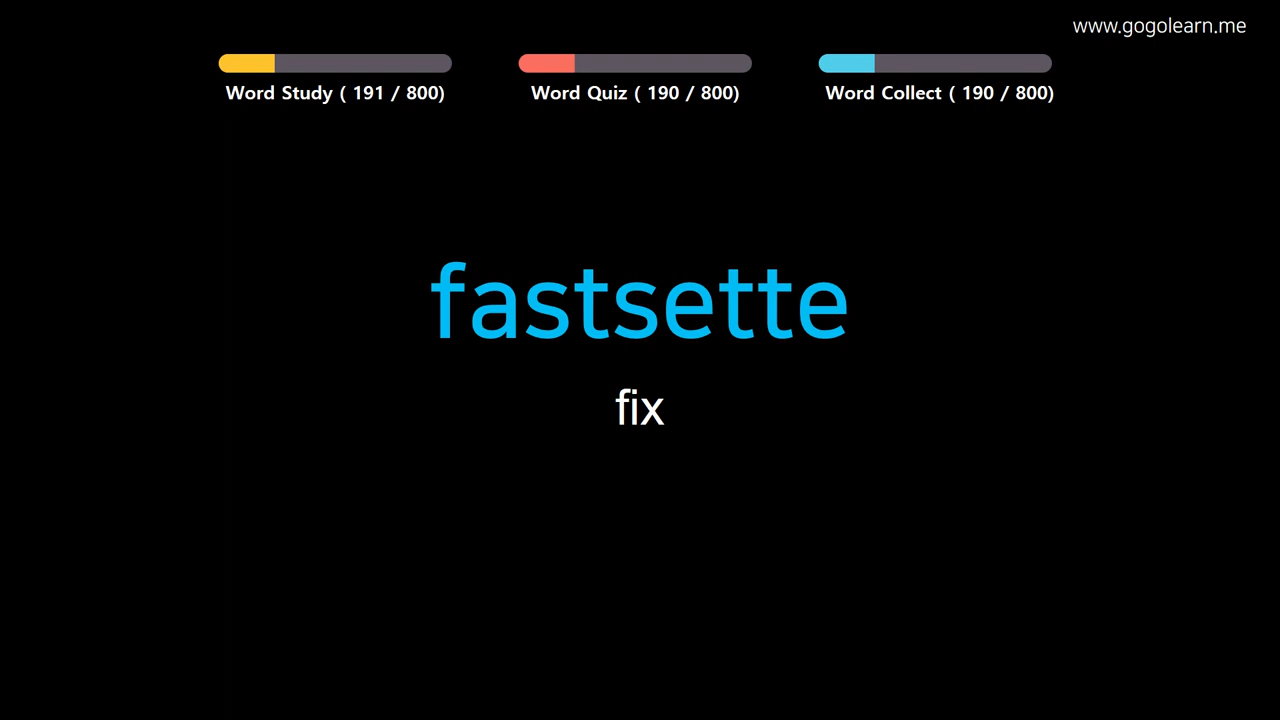 www.gogolearn.me
Word Study ( 191 / 800)
Word Quiz ( 190 / 800)
Word Collect ( 190 / 800)
fastsette
fix